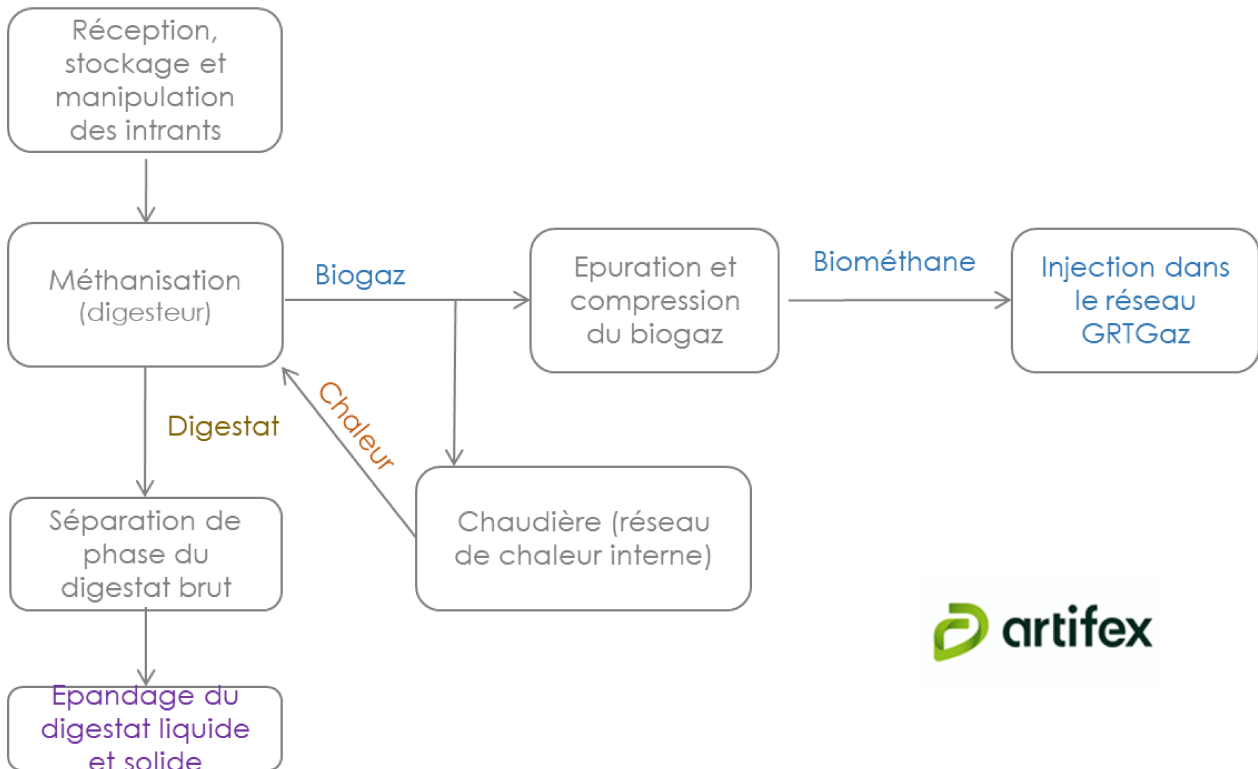 Réception,
stockage et
manipulation
des intrants
Méthanisation
(digesteur)
Biogaz
Epuration et
compression
du biogaz
Biométhane
Injection dans
le réseau
GRTGaz
Digestat
Chaleur
Chaudière (réseau
de chaleur interne)
Séparation de
phase du
digestat brut
Epandage du
digestat liquide
et solide
artifex